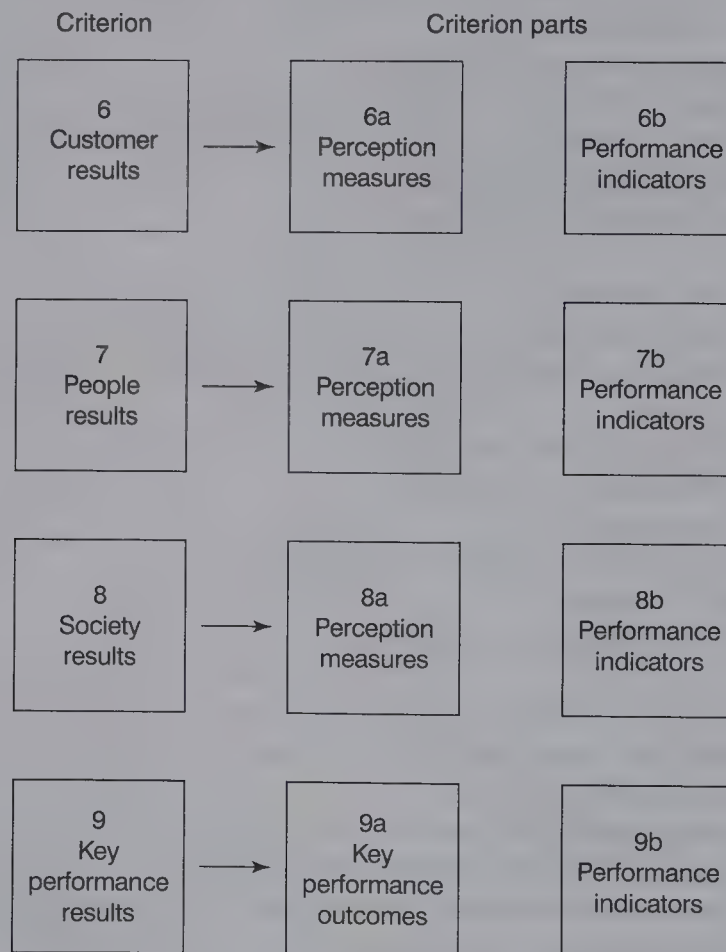 Criterion
Criterion parts
6
Customer
results
6a
Perception
measures
6b
Performance
indicators
7
People
results
7a
Perception
measures
7b
Performance
indicators
8
Society
results
8a
Perception
measures
8b
Performance
indicators
9
Key
performance
results
9a
Key
performance
outcomes
9b
Performance
indicators